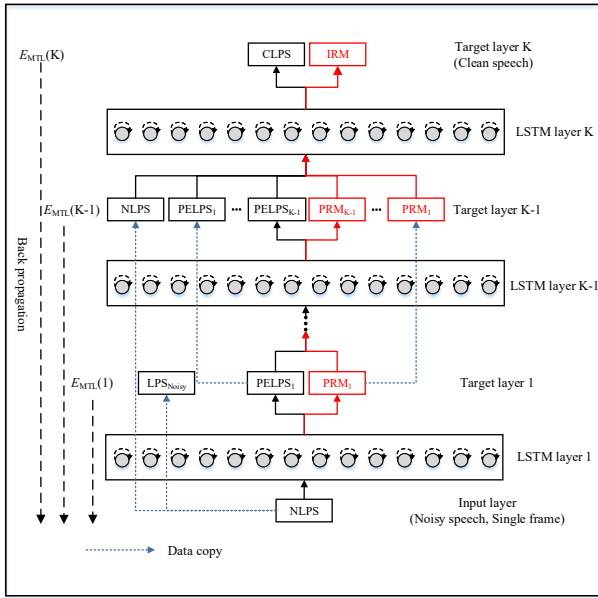 E_MTL(K)
CLPS
IRM
Target layer K
(Clean speech)
LSTM layer K
E_MTL(K-1)
NLPS
PELPS_1
...
PELPS_K-1
PRM_K-1
...
PRM_1
Target layer K-1
Back propagation
LSTM layer K-1
E_MTL(1)
LPS_Noisy
PELPS_1
PRM_1
Target layer 1
LSTM layer 1
NLPS
Input layer
(Noisy speech, Single frame)
Data copy